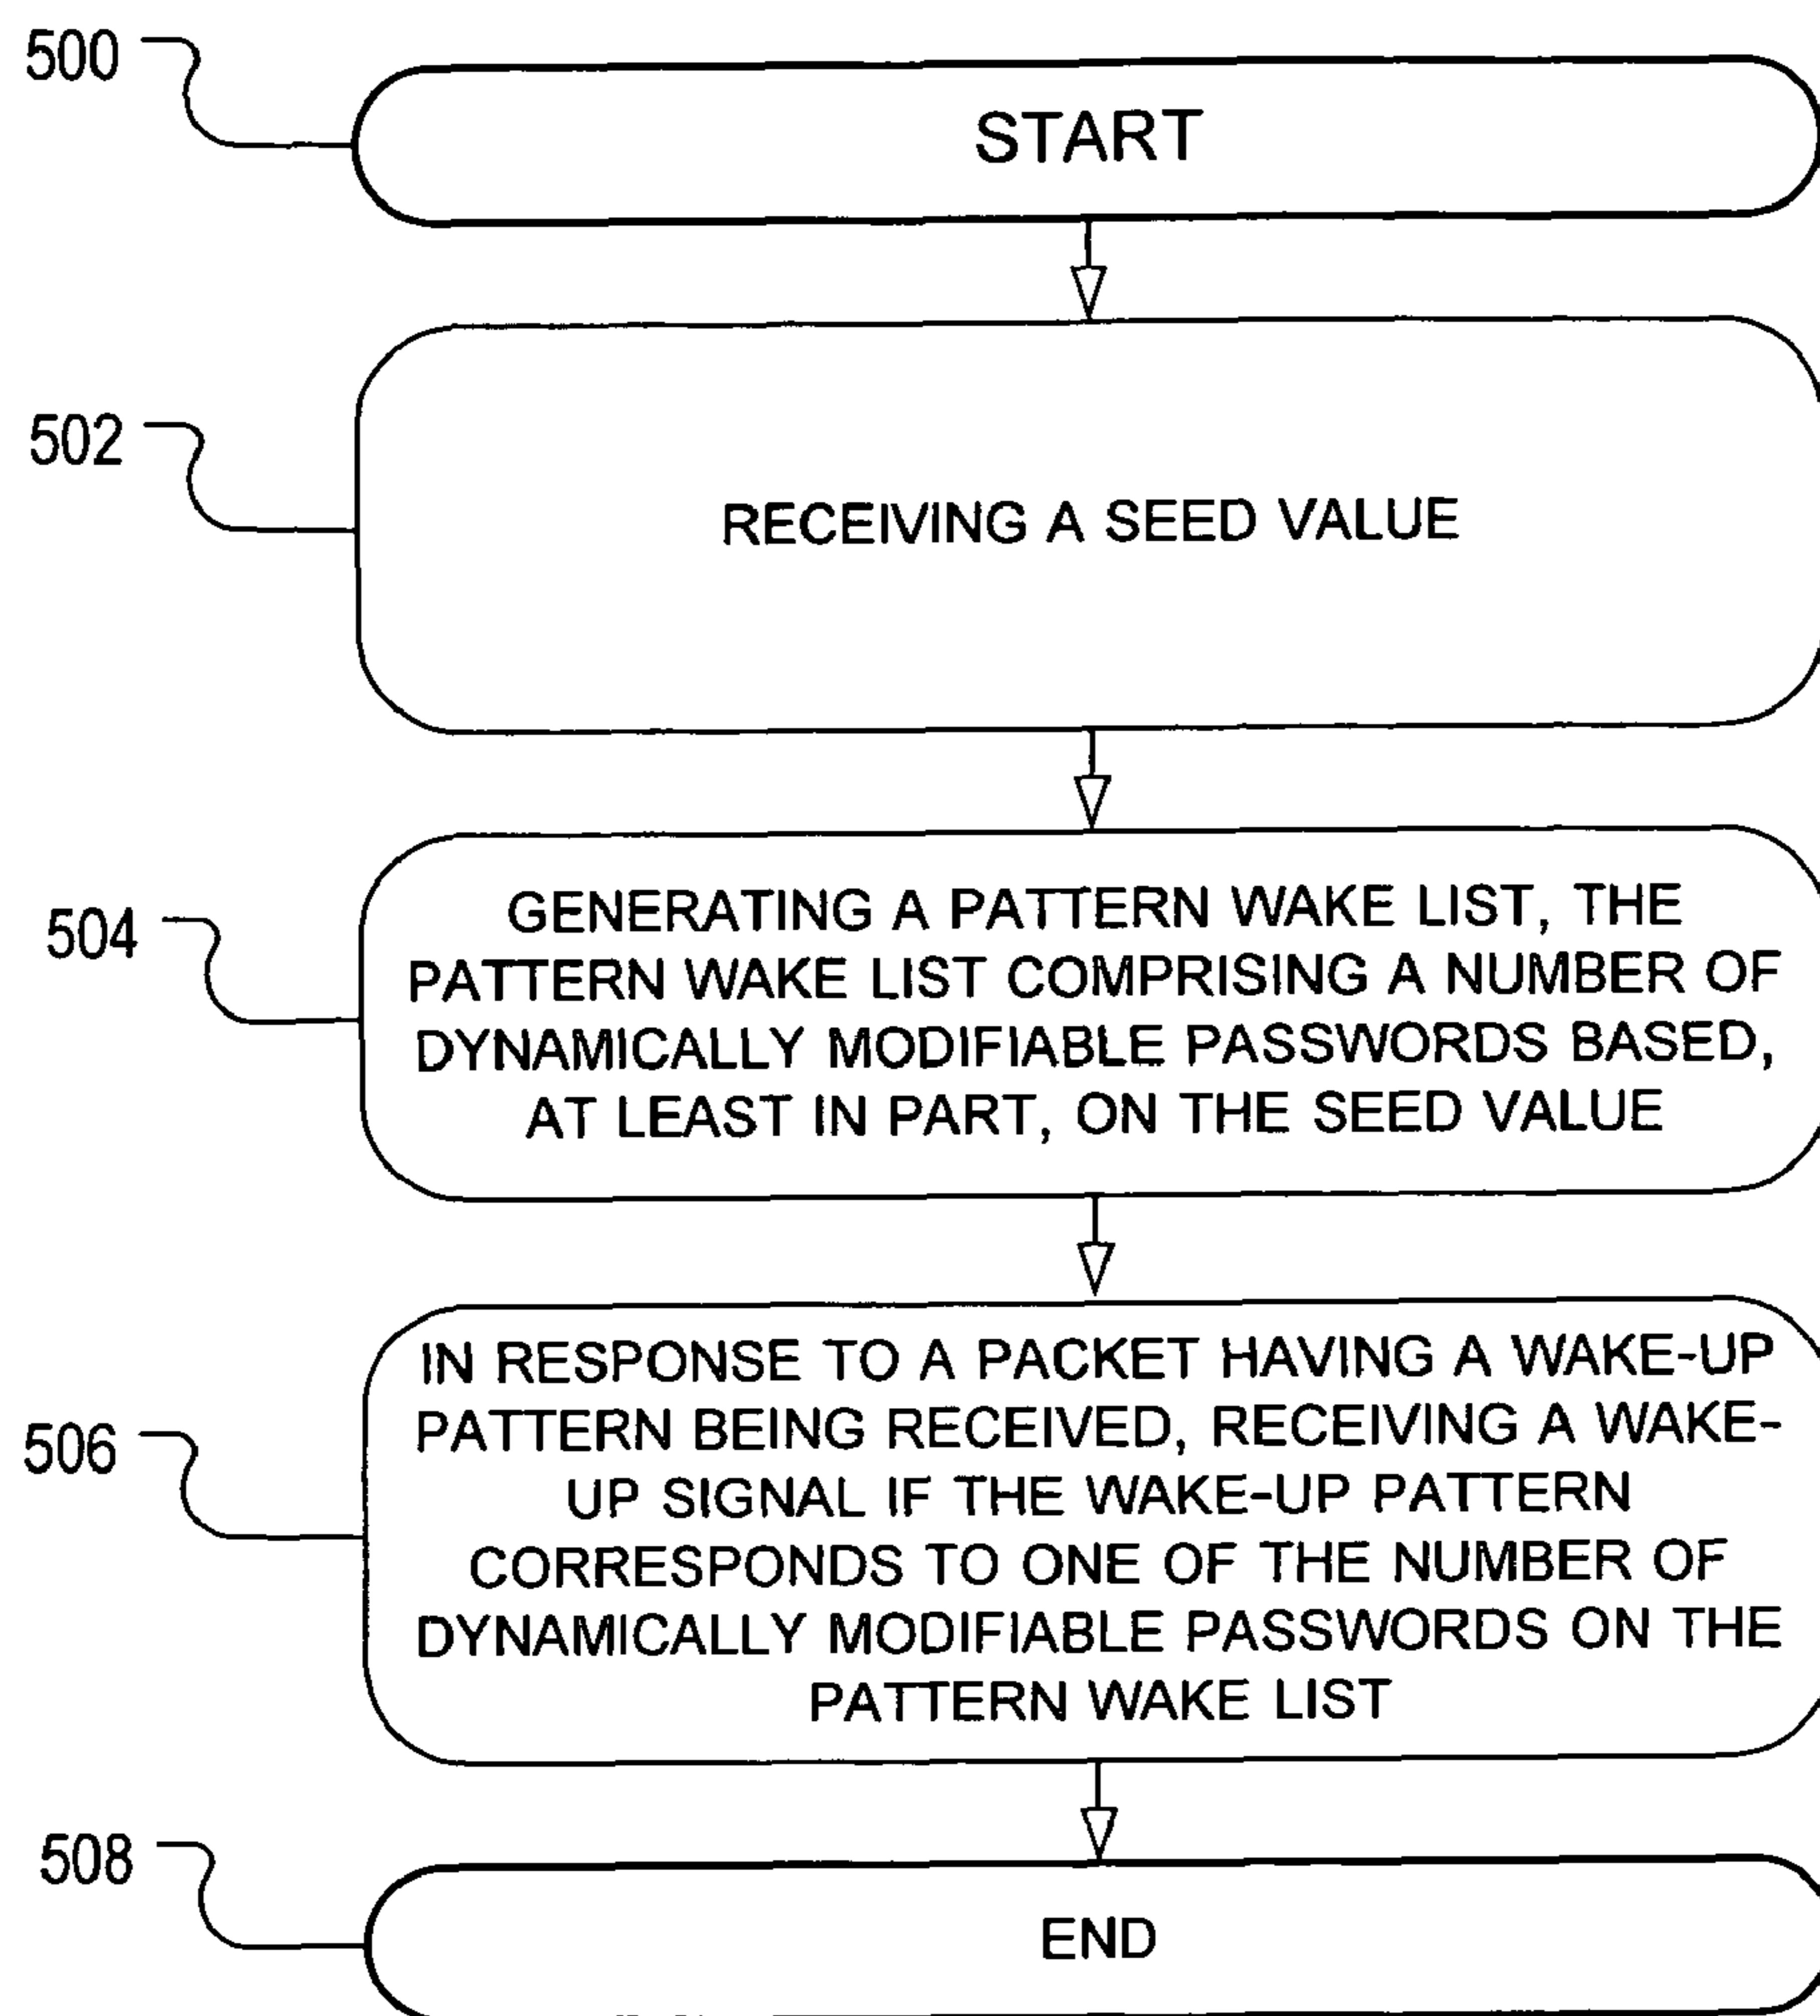 500
START
502
RECEIVING A SEED VALUE
504
GENERATING A PATTERN WAKE LIST, THE
PATTERN WAKE LIST COMPRISING A NUMBER OF
DYNAMICALLY MODIFIABLE PASSWORDS BASED,
AT LEAST IN PART, ON THE SEED VALUE
506
IN RESPONSE TO A PACKET HAVING A WAKE-UP
PATTERN BEING RECEIVED, RECEIVING A WAKE-
UP SIGNAL IF THE WAKE-UP PATTERN
CORRESPONDS TO ONE OF THE NUMBER OF
DYNAMICALLY MODIFIABLE PASSWORDS ON THE
PATTERN WAKE LIST
508
END